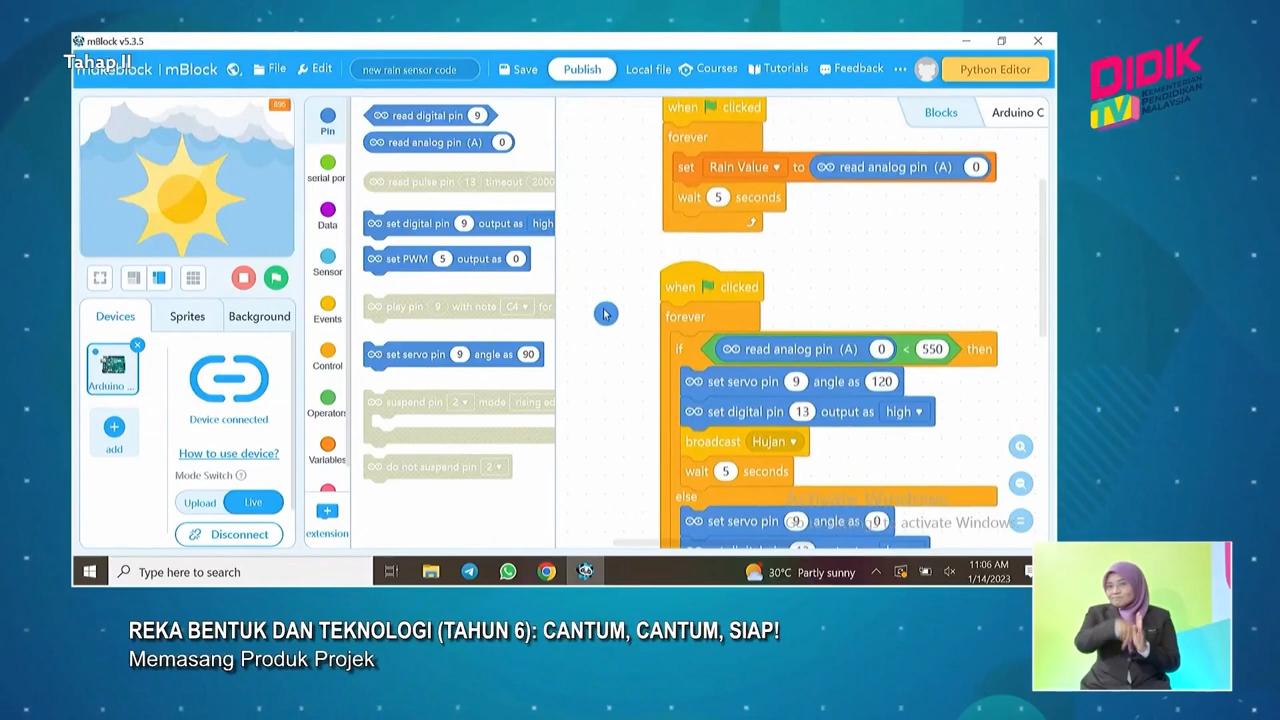 mBlock v5.3.5
Tahap II
makeblock | mBlock File Edit new rain sensor code Save Publish Local file Courses Tutorials Feedback ··· Python Editor
DIDIK
TV
KEMENTERIAN
PENDIDIKAN
MALAYSIA
896
Devices Sprites Background
Arduino ...
add
Device connected
How to use device?
Mode Switch ?
Upload Live
Disconnect
Pin
serial por
Data
Sensor
Events
Control
Operators
Variables
extension
read digital pin 9
read analog pin (A) 0
read pulse pin 13 timeout 2000
set digital pin 9 output as high
set PWM 5 output as 0
play pin 9 with note C4 for
set servo pin 9 angle as 90
suspend pin 2 mode rising ed
do not suspend pin 2
Blocks Arduino C
when clicked
forever
set Rain Value to read analog pin (A) 0
wait 5 seconds
when clicked
forever
if read analog pin (A) 0 < 550 then
set servo pin 9 angle as 120
set digital pin 13 output as high
broadcast Hujan
wait 5 seconds
else
set servo pin 9 angle as 0
Activate Windows
activate Windows
Type here to search
30°C Partly sunny
11:06 AM
1/14/2023
REKA BENTUK DAN TEKNOLOGI (TAHUN 6): CANTUM, CANTUM, SIAP!
Memasang Produk Projek